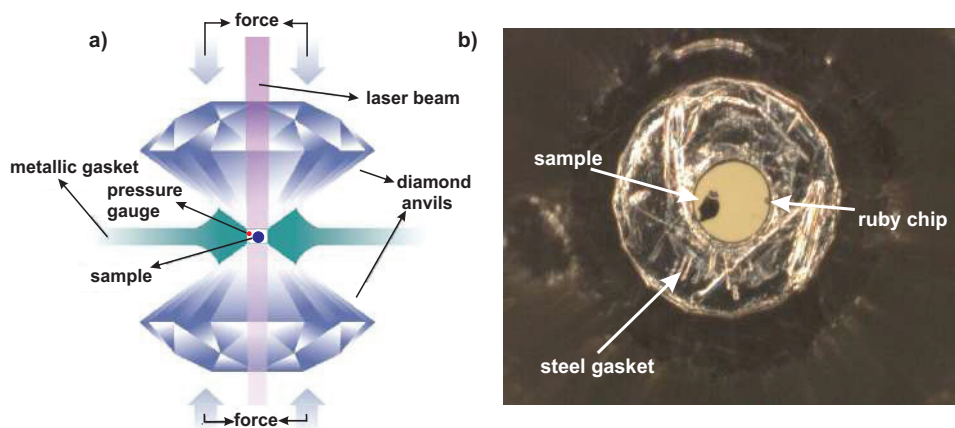 a)
force
laser beam
metallic gasket
pressure
gauge
diamond
anvils
sample
force
b)
sample
ruby chip
steel gasket